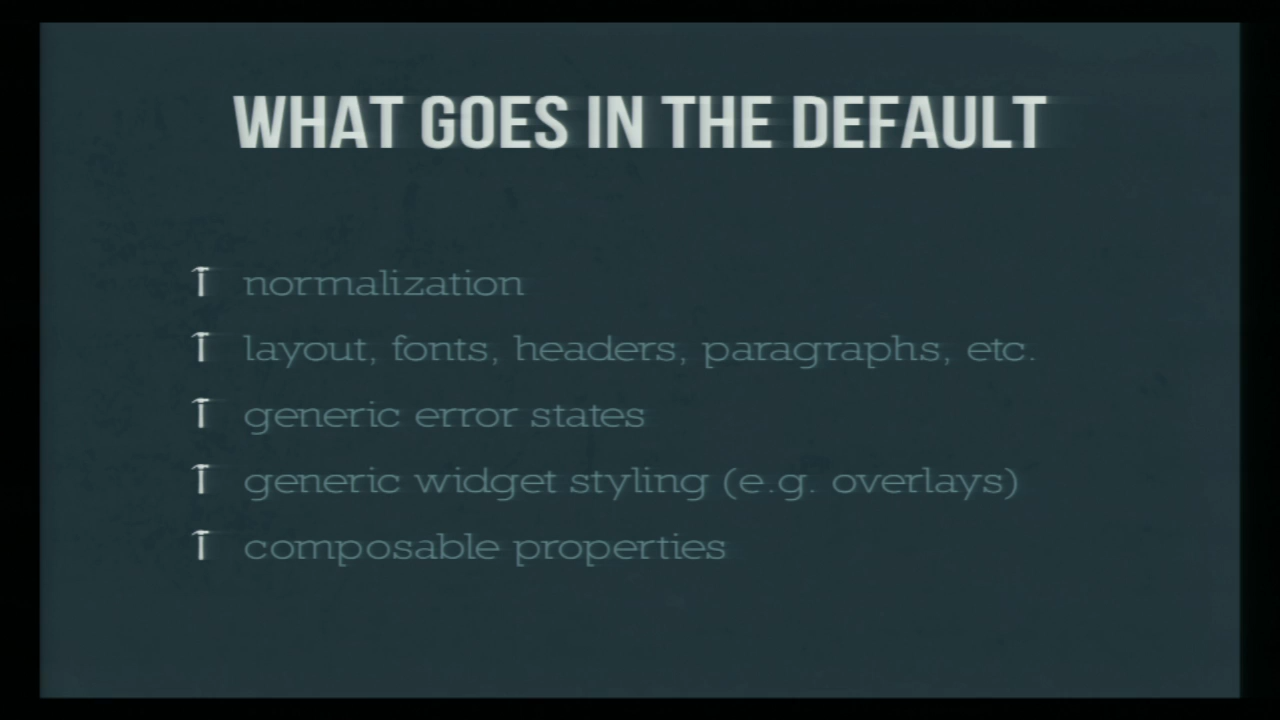 WHAT GOES IN THE DEFAULT
normalization
layout, fonts, headers, paragraphs, etc.
generic error states
generic widget styling (e.g. overlays)
composable properties